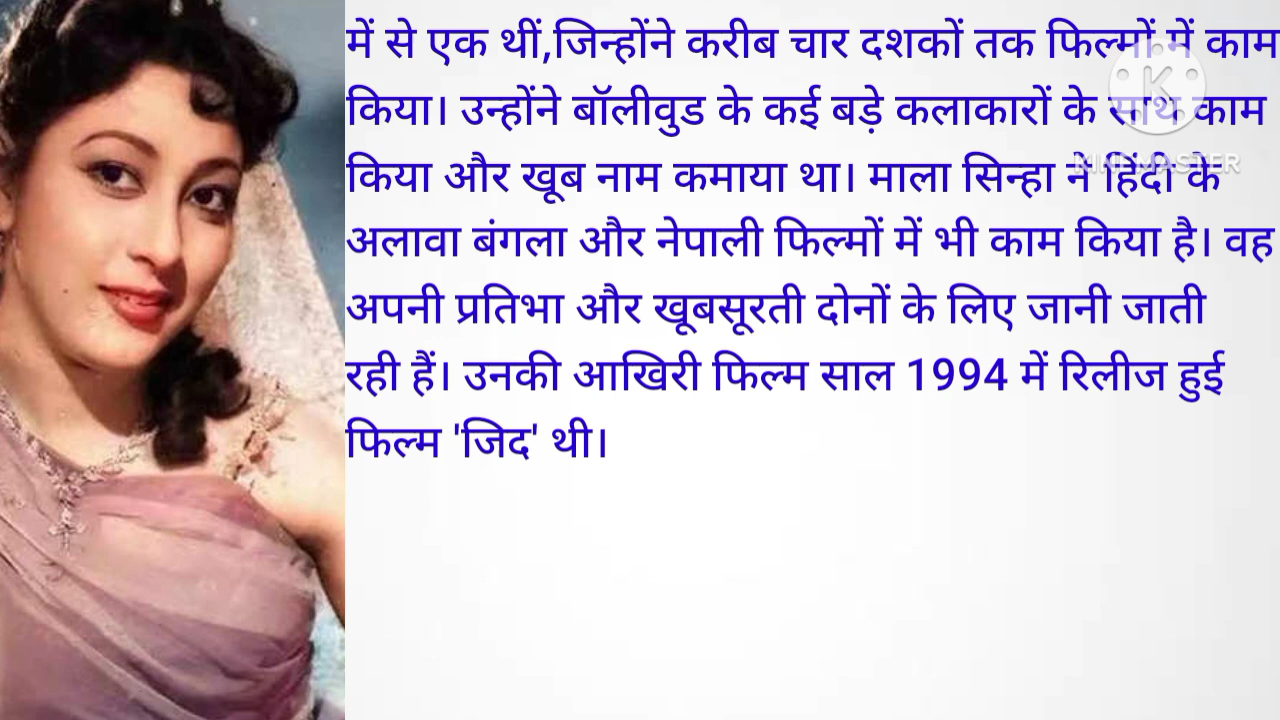 में से एक थीं,जिन्होंने करीब चार दशकों तक फिल्मों में काम
किया। उन्होंने बॉलीवुड के कई बड़े कलाकारों के साथ काम
किया और खूब नाम कमाया था। माला सिन्हा ने हिंदी के
अलावा बंगला और नेपाली फिल्मों में भी काम किया है। वह
अपनी प्रतिभा और खूबसूरती दोनों के लिए जानी जाती
रही हैं। उनकी आखिरी फिल्म साल 1994 में रिलीज हुई
फिल्म 'जिद' थी।
K
KINEMASTER